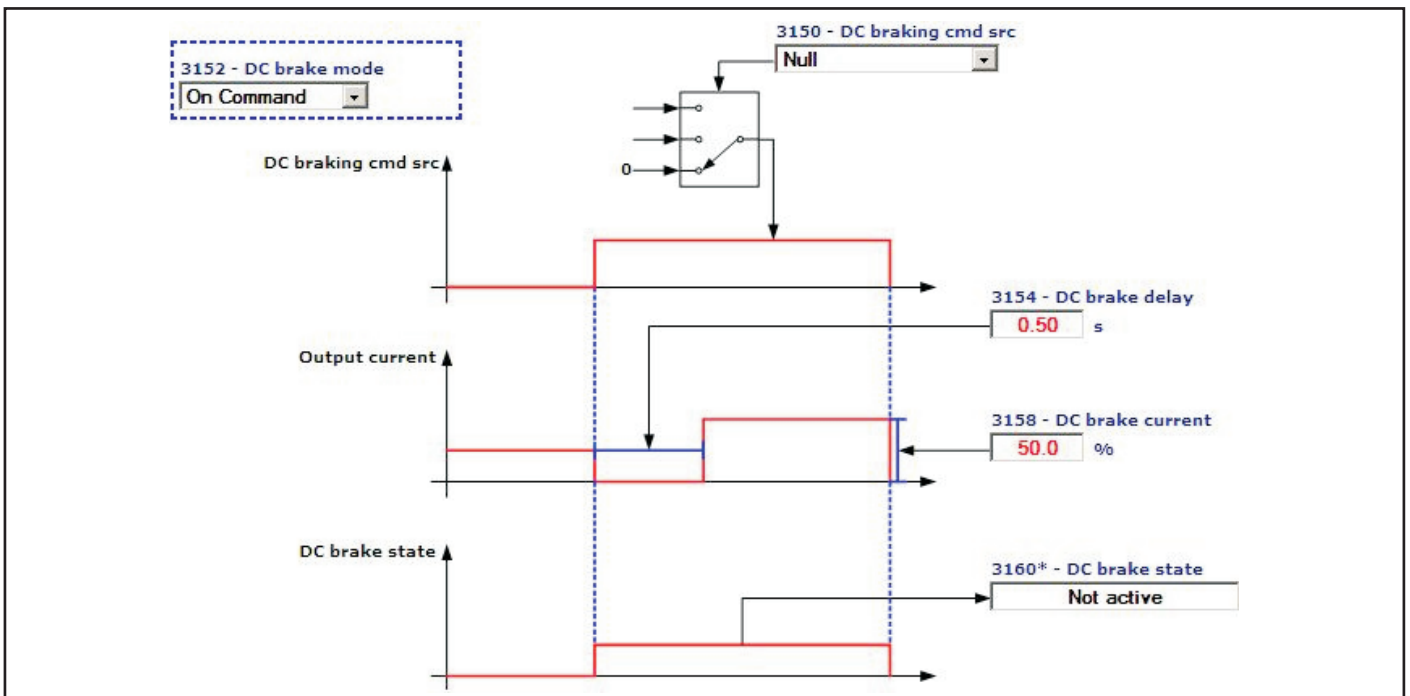 3150 - DC braking cmd src
Null
3152 - DC brake mode
On Command
DC braking cmd src
0
3154 - DC brake delay
0.50 s
Output current
3158 - DC brake current
50.0 %
DC brake state
3160* - DC brake state
Not active